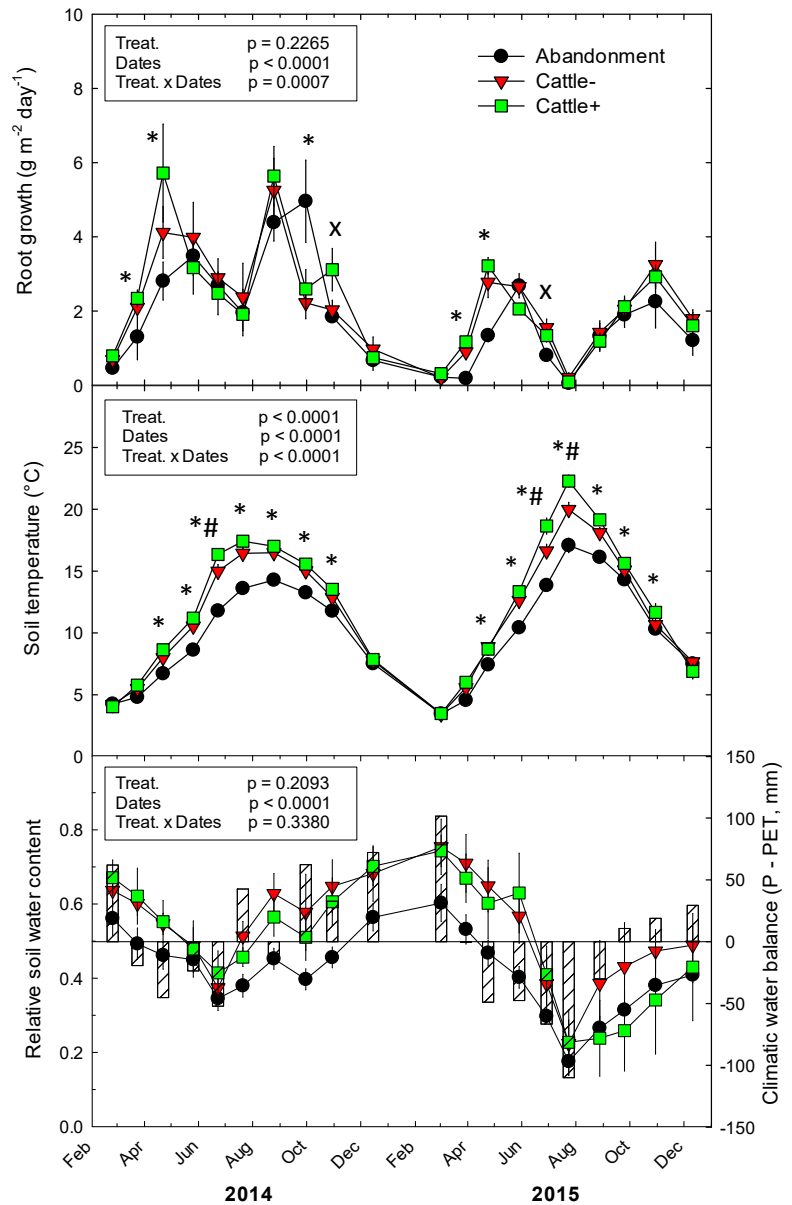 10
8
6
4
2
0
Root growth (g m-2 day-1)
Treat. p = 0.2265
Dates p < 0.0001
Treat. x Dates p = 0.0007
Abandonment
Cattle-
Cattle+
* * * x * * x
25
20
15
10
5
0
Soil temperature (°C)
Treat. p < 0.0001
Dates p < 0.0001
Treat. x Dates p < 0.0001
* * *# * * * * * * *# *# * * *
0.8
0.6
0.4
0.2
0.0
Relative soil water content
Treat. p = 0.2093
Dates p < 0.0001
Treat. x Dates p = 0.3380
150
100
50
0
-50
-100
-150
Climatic water balance (P - PET, mm)
Feb Apr Jun Aug Oct Dec Feb Apr Jun Aug Oct Dec
2014 2015